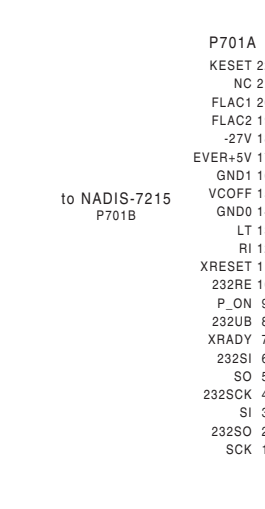 P701A
KESET 2
NC 2
FLAC1 2
FLAC2 1
-27V 1
EVER+5V 1
GND1 1
VCOFF 1
to NADIS-7215
P701B
GND0 1
LT 1
RI 1
XRESET 1
232RE 1
P_ON 9
232UB 8
XRADY 7
232SI 6
SO 5
232SCK 4
SI 3
232SO 2
SCK 1